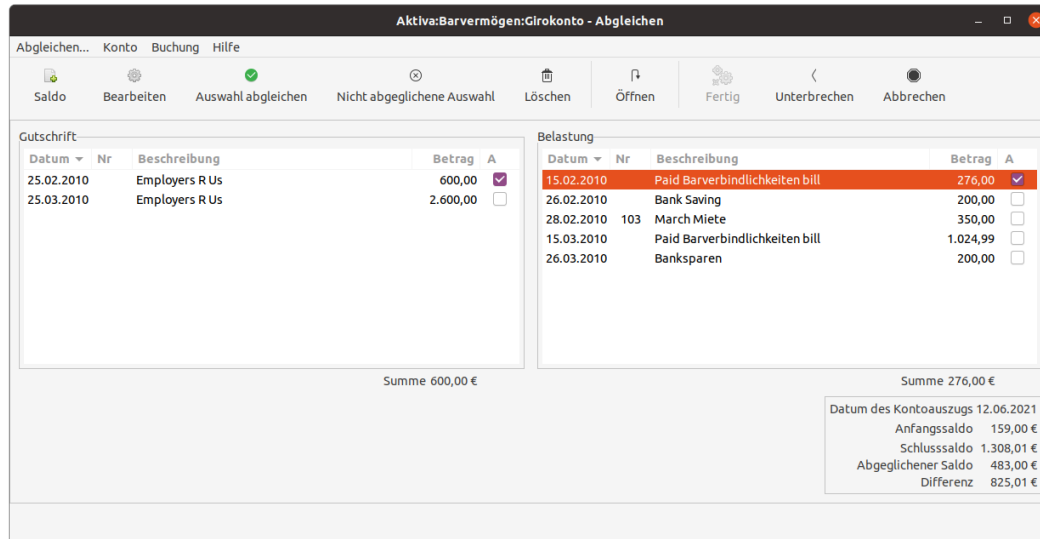 Aktiva:Barvermögen:Girokonto - Abgleichen
Abgleichen... Konto Buchung Hilfe
Saldo Bearbeiten Auswahl abgleichen Nicht abgeglichene Auswahl Löschen Öffnen Fertig Unterbrechen Abbrechen
Gutschrift
Datum Nr Beschreibung Betrag A
25.02.2010 Employers R Us 600,00
25.03.2010 Employers R Us 2.600,00
Summe 600,00 €
Belastung
Datum Nr Beschreibung Betrag A
15.02.2010 Paid Barverbindlichkeiten bill 276,00
26.02.2010 Bank Saving 200,00
28.02.2010 103 March Miete 350,00
15.03.2010 Paid Barverbindlichkeiten bill 1.024,99
26.03.2010 Banksparen 200,00
Summe 276,00 €
Datum des Kontoauszugs 12.06.2021
Anfangssaldo 159,00 €
Schlusssaldo 1.308,01 €
Abgeglichener Saldo 483,00 €
Differenz 825,01 €